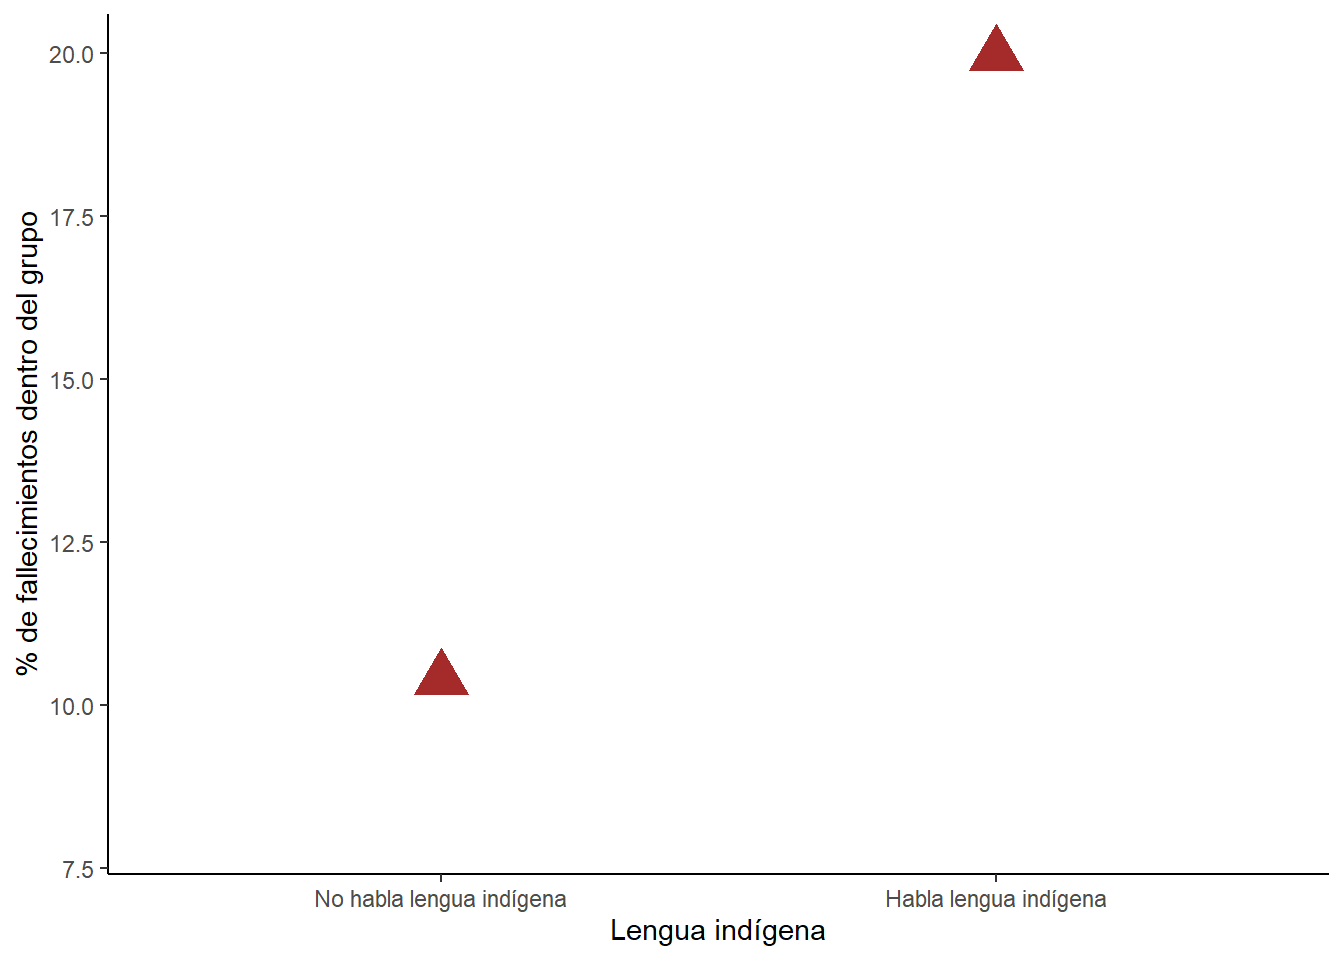 % de fallecimientos dentro del grupo
20.0
17.5
15.0
12.5
10.0
7.5
No habla lengua indígena
Habla lengua indígena
Lengua indígena